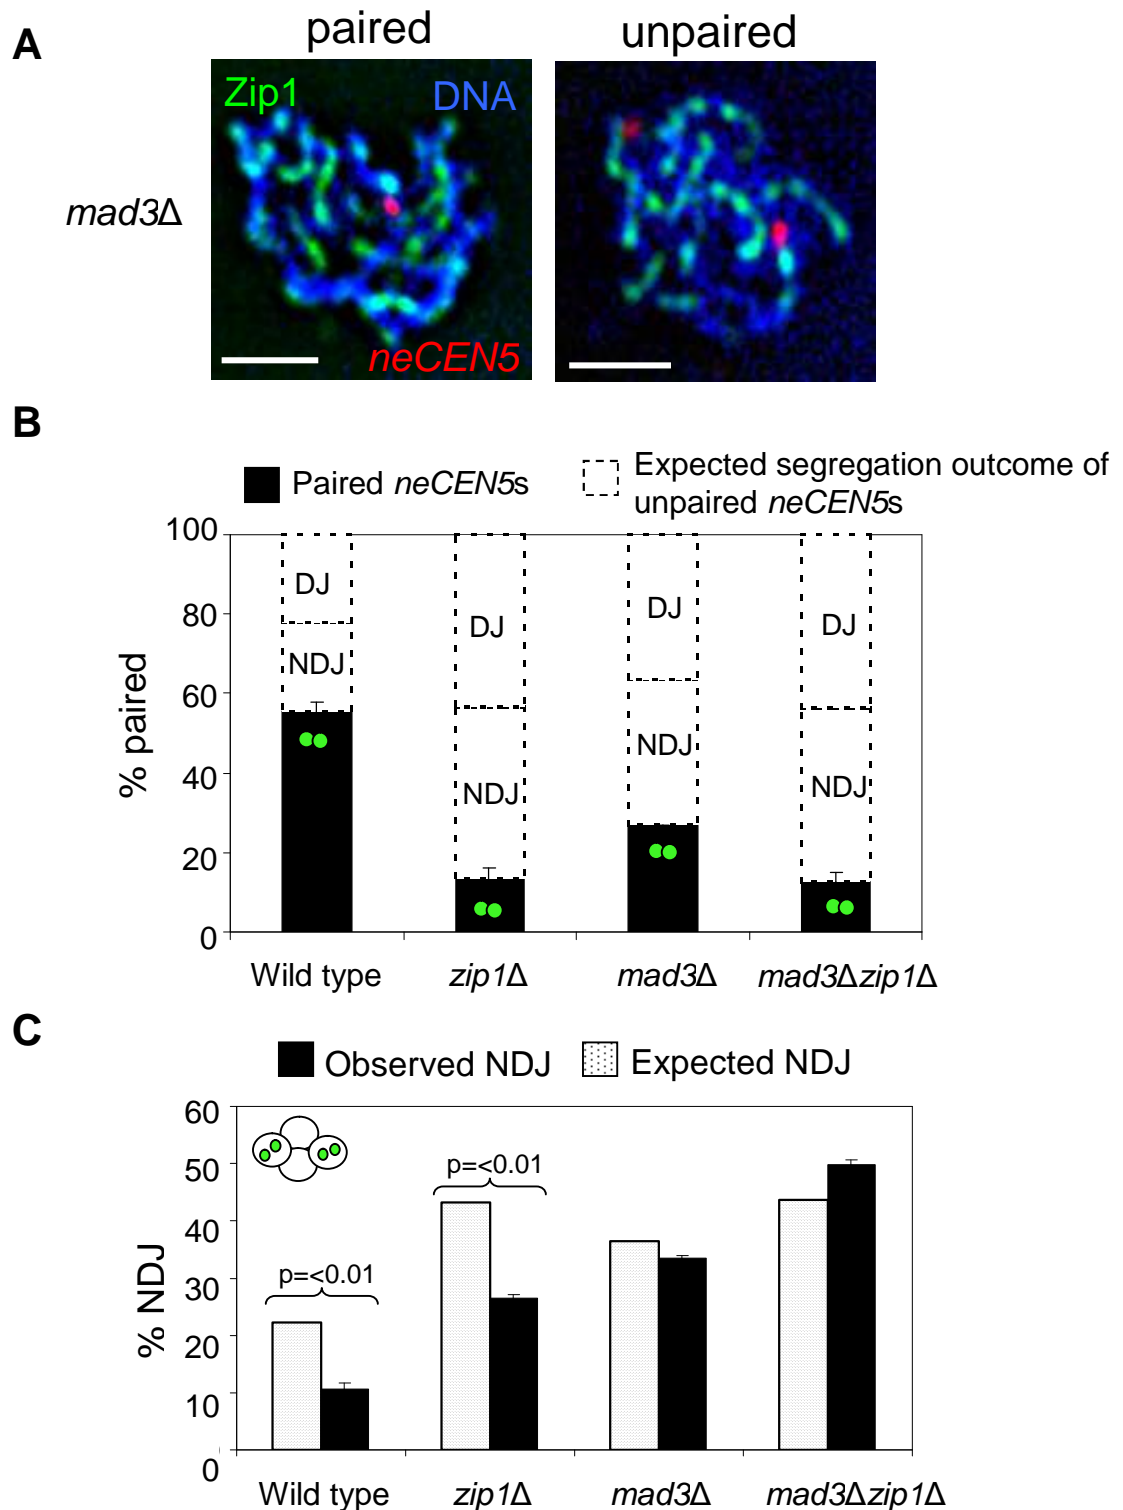 A
paired
unpaired
Zip1
DNA
mad3Δ
neCEN5
B
Paired neCEN5s
Expected segregation outcome of
unpaired neCEN5s
100
80
60
40
20
0
% paired
DJ
NDJ
DJ
NDJ
DJ
NDJ
DJ
NDJ
Wild type
zip1Δ
mad3Δ
mad3Δzip1Δ
C
Observed NDJ
Expected NDJ
60
50
40
30
20
10
0
% NDJ
p=<0.01
p=<0.01
Wild type
zip1Δ
mad3Δ
mad3Δzip1Δ